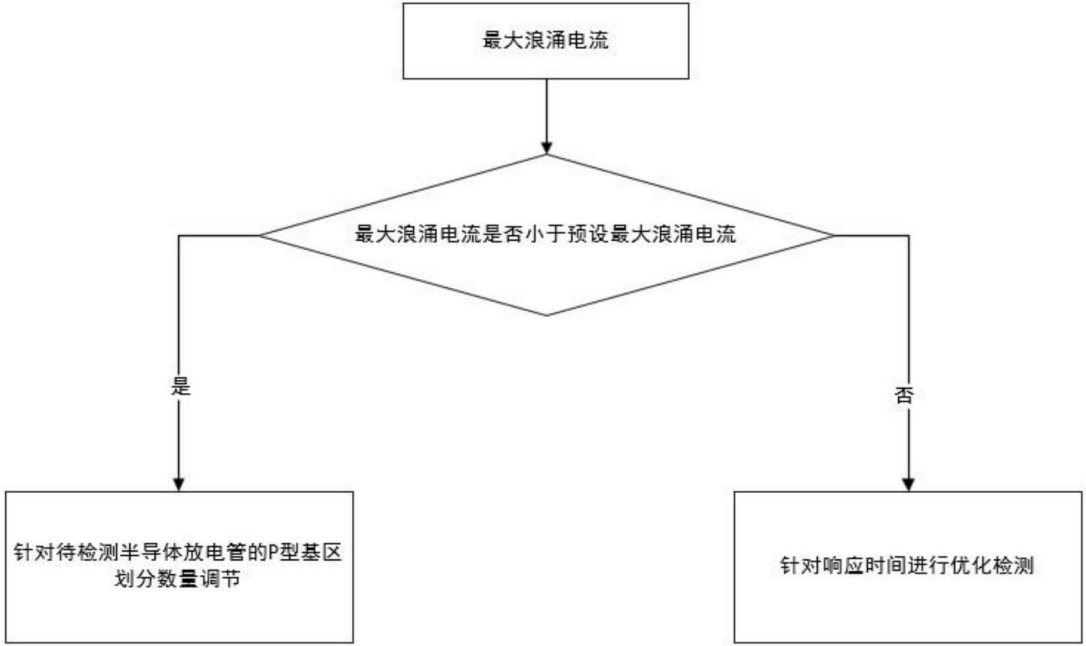 最大浪涌电流
最大浪涌电流是否小于预设最大浪涌电流
是
否
针对待检测半导体放电管的P型基区
划分数量调节
针对响应时间进行优化检测